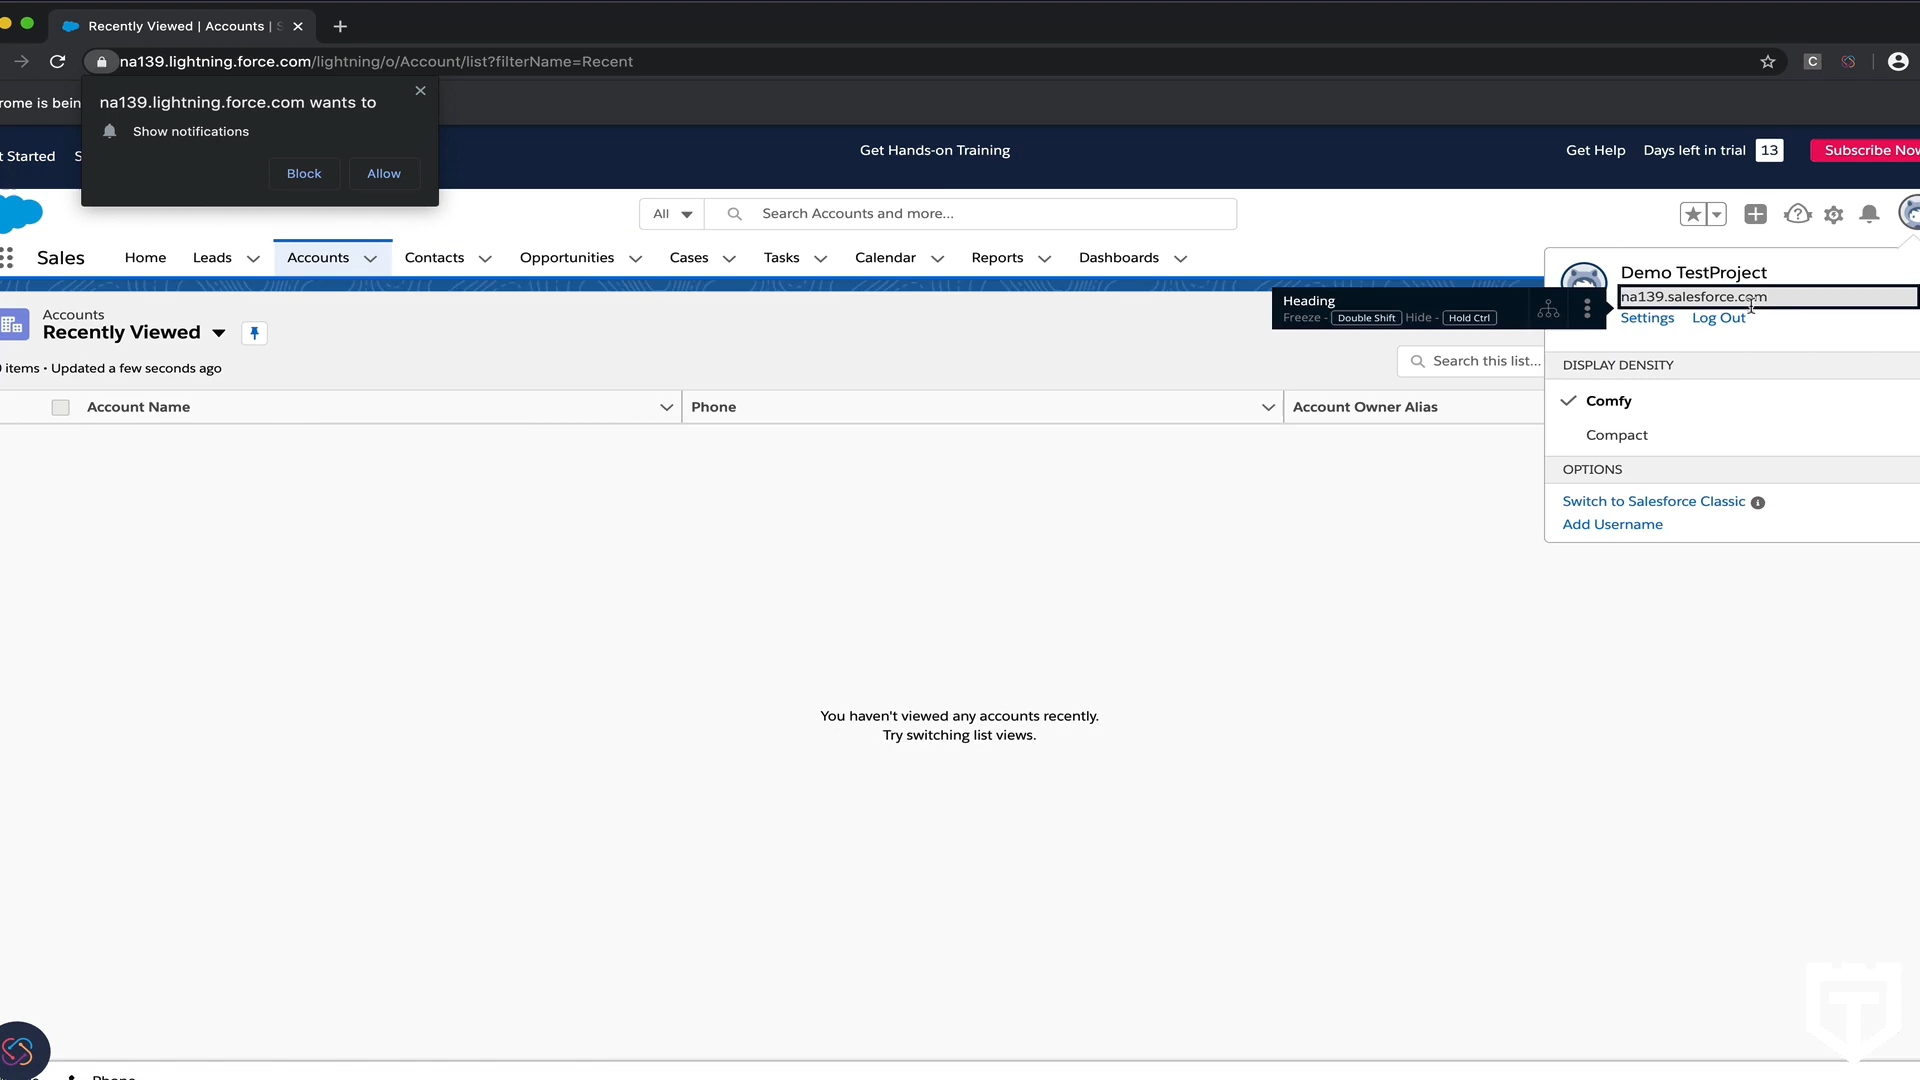 Recently Viewed | Accounts | S
na139.lightning.force.com/lightning/o/Account/list?filterName=Recent
C
rome is bein
na139.lightning.force.com wants to
Show notifications
Block
Allow
t Started
S
Get Hands-on Training
Get Help
Days left in trial 13
Subscribe Now
All
Search Accounts and more...
Sales
Home
Leads
Accounts
Contacts
Opportunities
Cases
Tasks
Calendar
Reports
Dashboards
Demo TestProject
na139.salesforce.com
Settings
Log Out
Heading
Freeze - Double Shift Hide - Hold Ctrl
Accounts
Recently Viewed
items • Updated a few seconds ago
Search this list...
DISPLAY DENSITY
Comfy
Compact
OPTIONS
Switch to Salesforce Classic
Add Username
Account Name
Phone
Account Owner Alias
You haven't viewed any accounts recently.
Try switching list views.
Phone